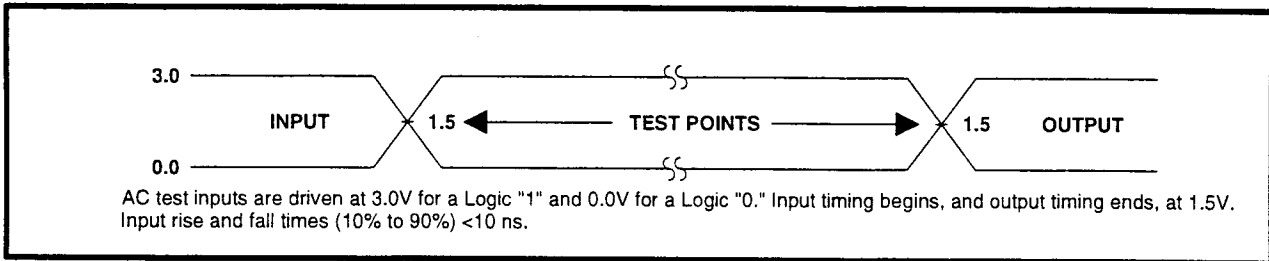 3.0
INPUT 1.5 TEST POINTS 1.5 OUTPUT
0.0
AC test inputs are driven at 3.0V for a Logic "1" and 0.0V for a Logic "0." Input timing begins, and output timing ends, at 1.5V.
Input rise and fall times (10% to 90%) <10 ns.